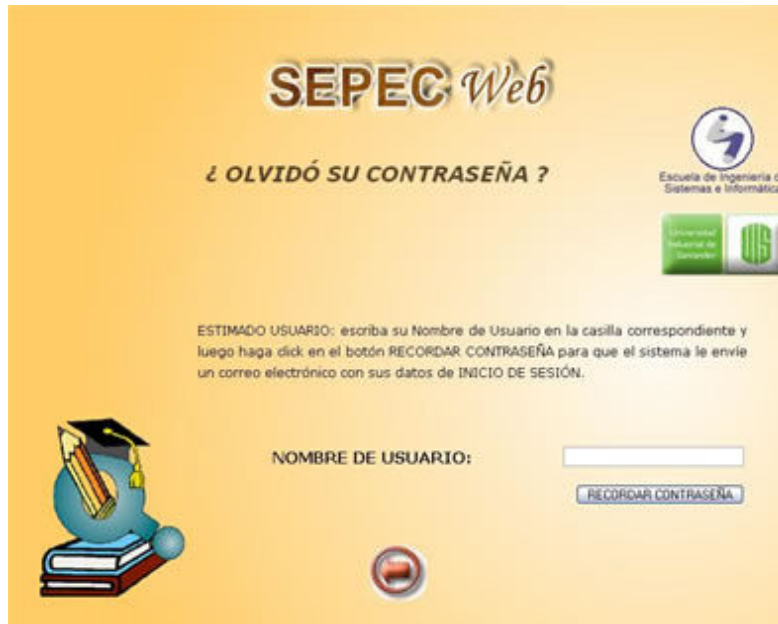 SEPEC Web
¿ OLVIDÓ SU CONTRASEÑA ?
Escuela de Ingeniería d
Sistemas e Informática
Universidad
Industrial de
Santander
UIS
ESTIMADO USUARIO: escriba su Nombre de Usuario en la casilla correspondiente y
luego haga click en el botón RECORDAR CONTRASEÑA para que el sistema le envíe
un correo electrónico con sus datos de INICIO DE SESIÓN.
NOMBRE DE USUARIO:
RECORDAR CONTRASEÑA